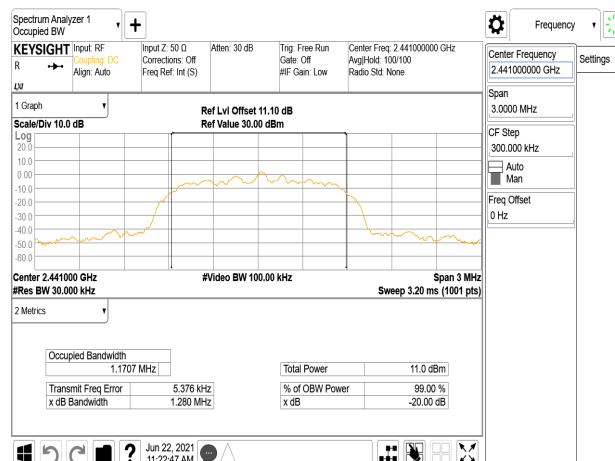 Spectrum Analyzer 1
Occupied BW
Frequency
KEYSIGHT Input: RF Input Z: 50 Ω Atten: 30 dB Trig: Free Run Center Freq: 2.441000000 GHz
R Coupling: DC Corrections: Off Gate: Off Avg|Hold: 100/100
Align: Auto Freq Ref: Int (S) #IF Gain: Low Radio Std: None
LXI
Center Frequency
2.441000000 GHz
Settings
Span
3.0000 MHz
CF Step
300.000 kHz
Auto
Man
Freq Offset
0 Hz
1 Graph
Ref Lvl Offset 11.10 dB
Scale/Div 10.0 dB Ref Value 30.00 dBm
Log
20.0
10.0
0.00
-10.0
-20.0
-30.0
-40.0
-50.0
-60.0
Center 2.441000 GHz #Video BW 100.00 kHz Span 3 MHz
#Res BW 30.000 kHz Sweep 3.20 ms (1001 pts)
2 Metrics
Occupied Bandwidth
1.1707 MHz
Total Power 11.0 dBm
Transmit Freq Error 5.376 kHz % of OBW Power 99.00 %
x dB Bandwidth 1.280 MHz x dB -20.00 dB
Jun 22, 2021
11:22:47 AM